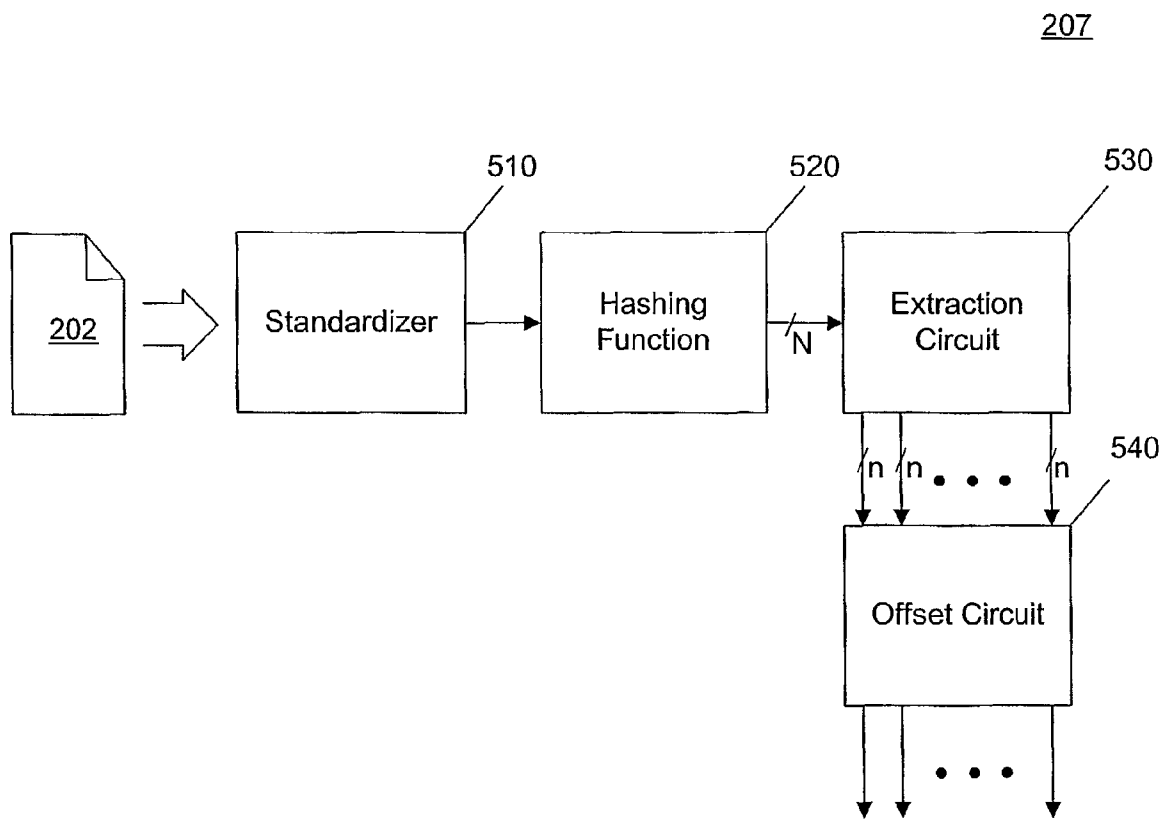 207
510
520
530
202
Standardizer
Hashing
Function
N
Extraction
Circuit
n
n
n
540
Offset Circuit